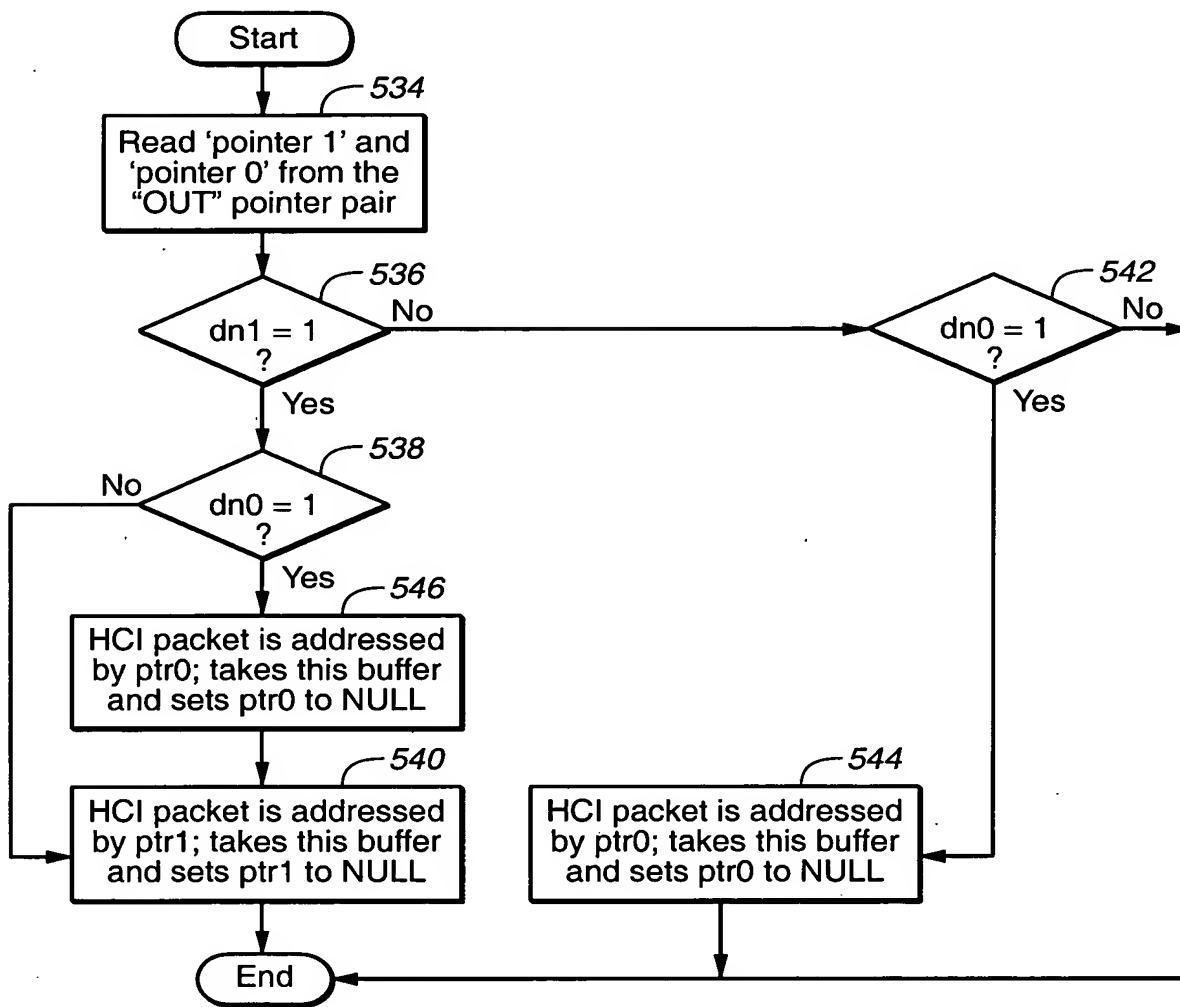 Start
534
Read ‘pointer 1’ and
‘pointer 0’ from the
“OUT” pointer pair
536
No
dn1 = 1
?
Yes
542
No
dn0 = 1
?
Yes
538
No
dn0 = 1
?
Yes
546
HCI packet is addressed
by ptr0; takes this buffer
and sets ptr0 to NULL
540
HCI packet is addressed
by ptr1; takes this buffer
and sets ptr1 to NULL
544
HCI packet is addressed
by ptr0; takes this buffer
and sets ptr0 to NULL
End